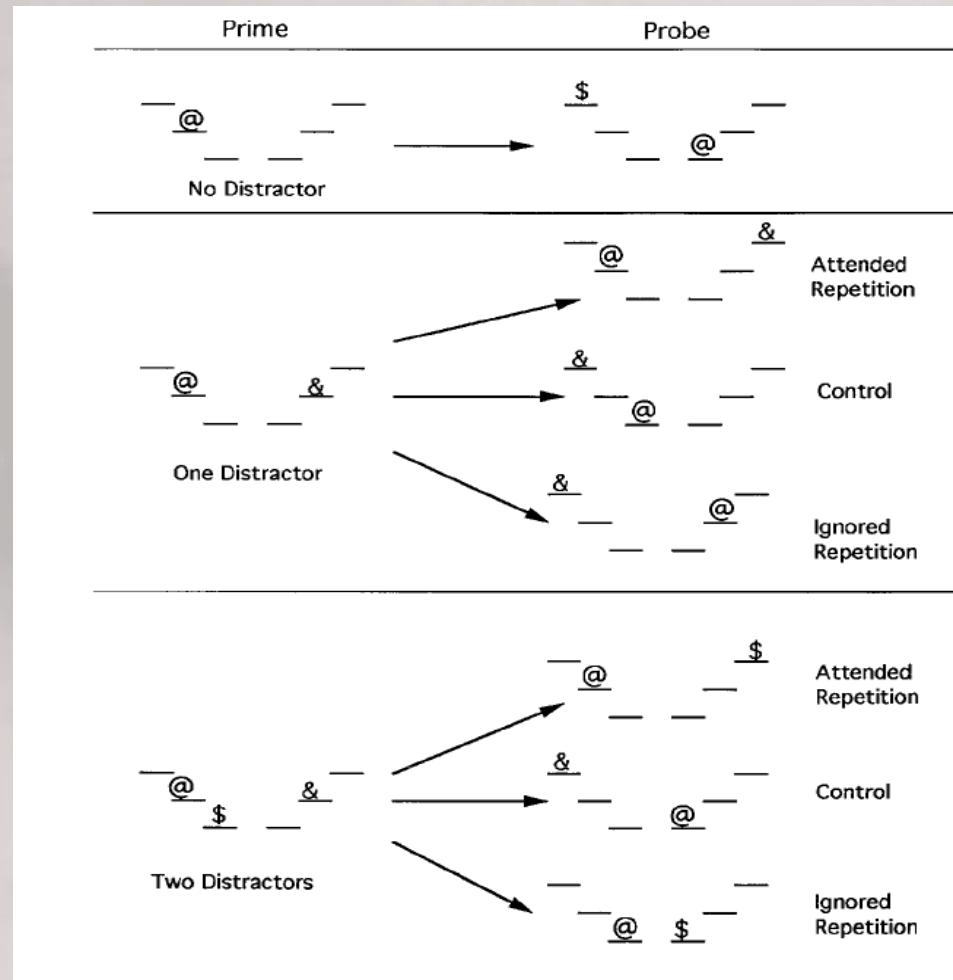 Prime Probe
$
@
@
No Distractor
&
@
Attended
Repetition
&
@ &
@
Control
One Distractor
&
@
Ignored
Repetition
$
@
Attended
Repetition
&
@ &
$
@
Control
Two Distractors
@ $
Ignored
Repetition